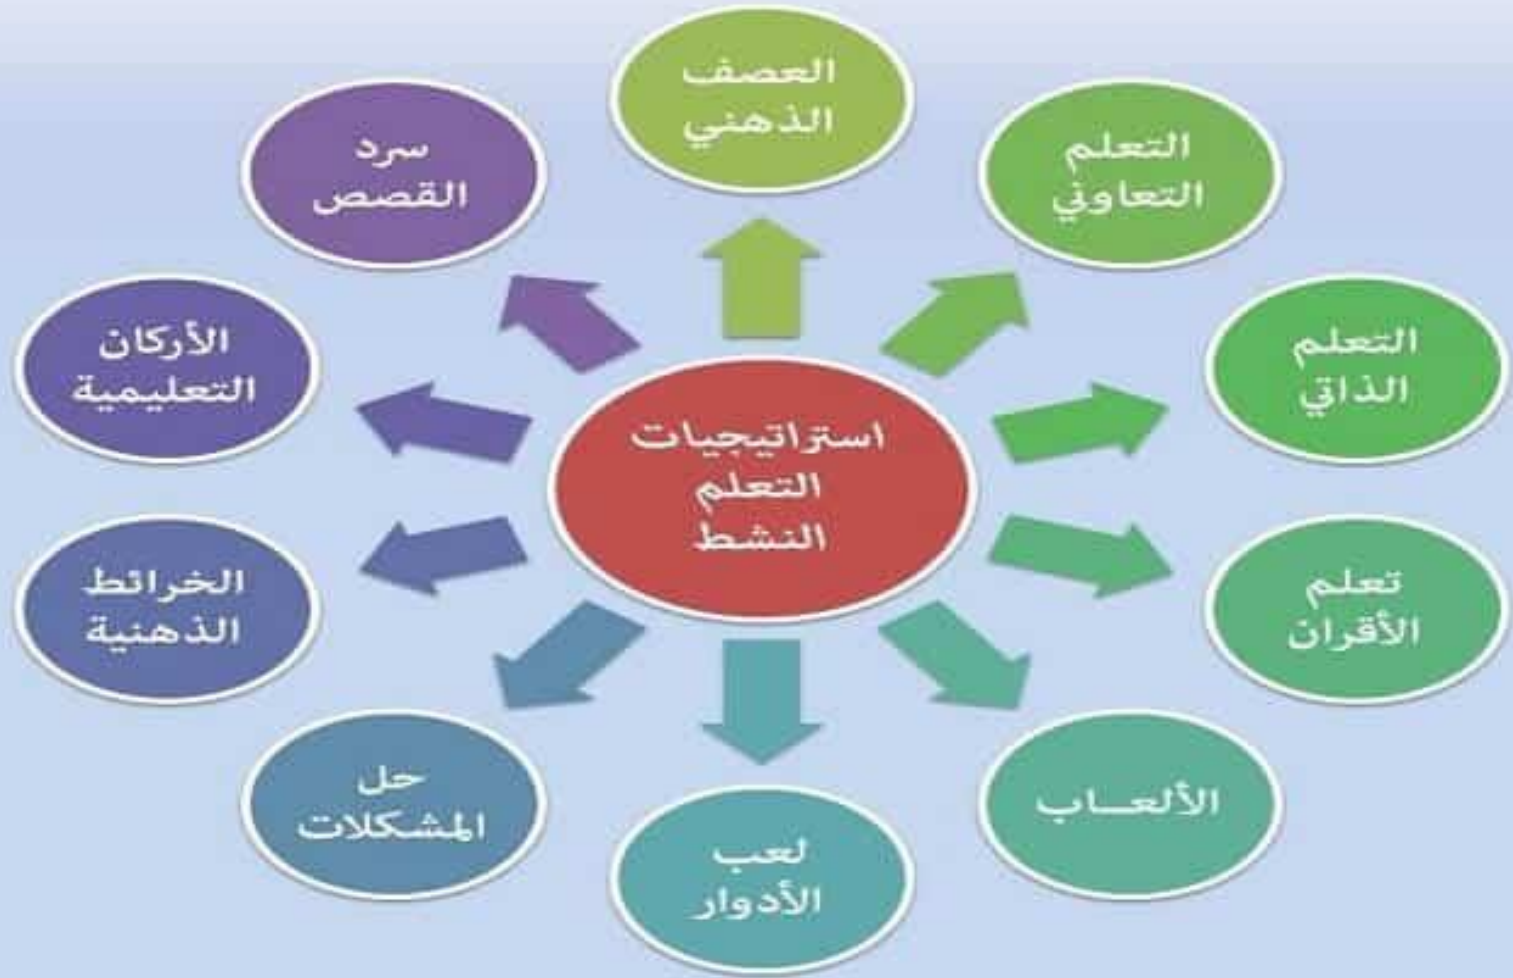 العصف
الذهني
التعلم
التعاوني
التعلم
الذاتي
تعلم
الأقران
الألعـــاب
لعب
الأدوار
حل
المشكلات
الخرائط
الذهنية
الأركان
التعليمية
سرد
القصص
استراتيجيات
التعلم
النشط